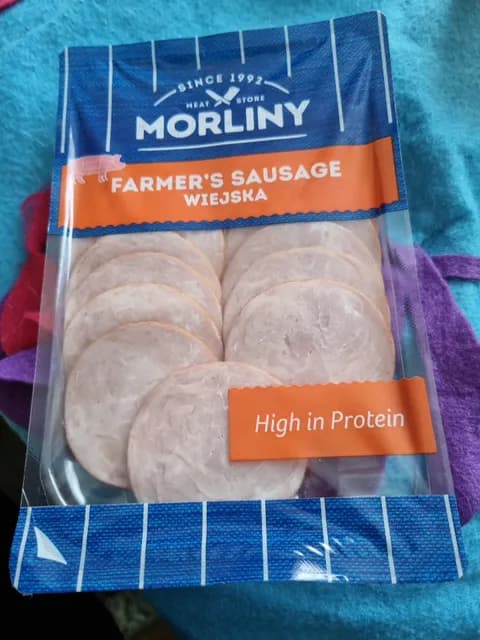 SINCE 1992
MEAT STORE
MORLINY
FARMER'S SAUSAGE
WIEJSKA
High in Protein